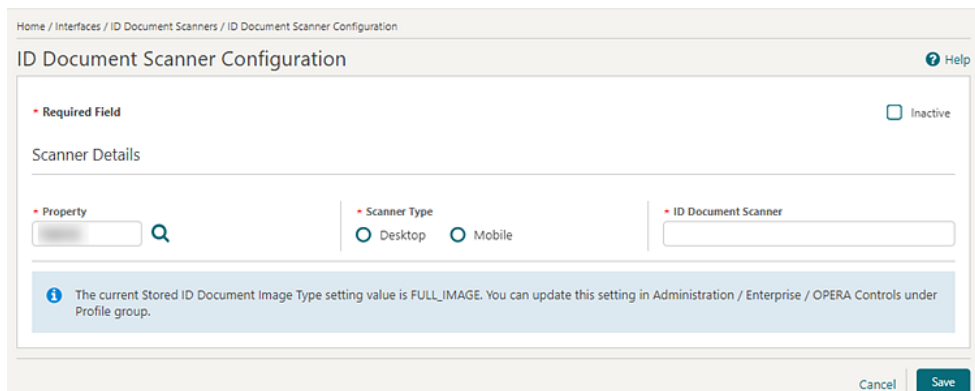 Home / Interfaces / ID Document Scanners / ID Document Scanner Configuration
ID Document Scanner Configuration
Help
* Required Field
Inactive
Scanner Details
* Property
* Scanner Type
* ID Document Scanner
Desktop
Mobile
The current Stored ID Document Image Type setting value is FULL_IMAGE. You can update this setting in Administration / Enterprise / OPERA Controls under
Profile group.
Cancel
Save